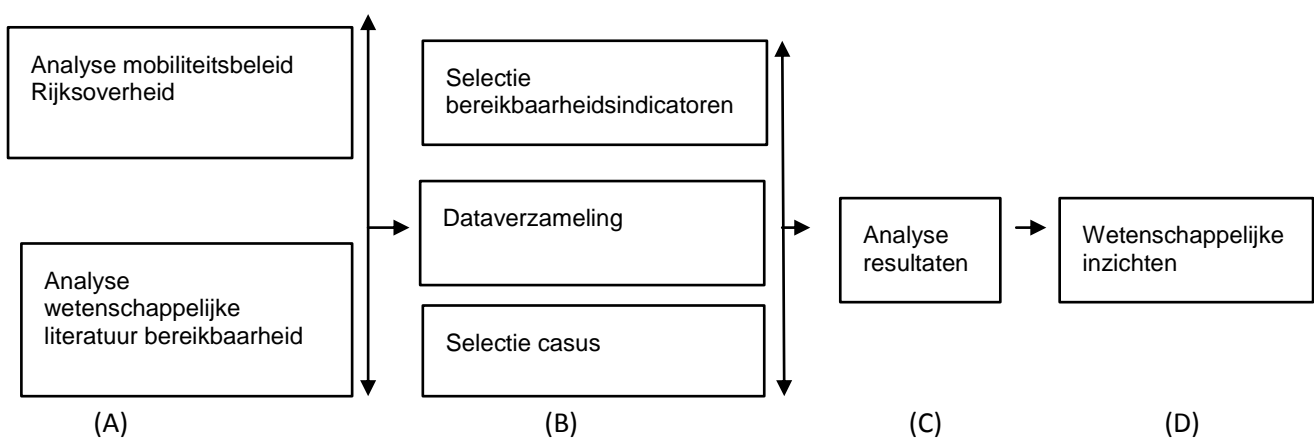 Analyse mobiliteitsbeleid
Rijksoverheid
Analyse
wetenschappelijke
literatuur bereikbaarheid
Selectie
bereikbaarheidsindicatoren
Dataverzameling
Selectie casus
Analyse
resultaten
Wetenschappelijke
inzichten
(A)
(B)
(C)
(D)